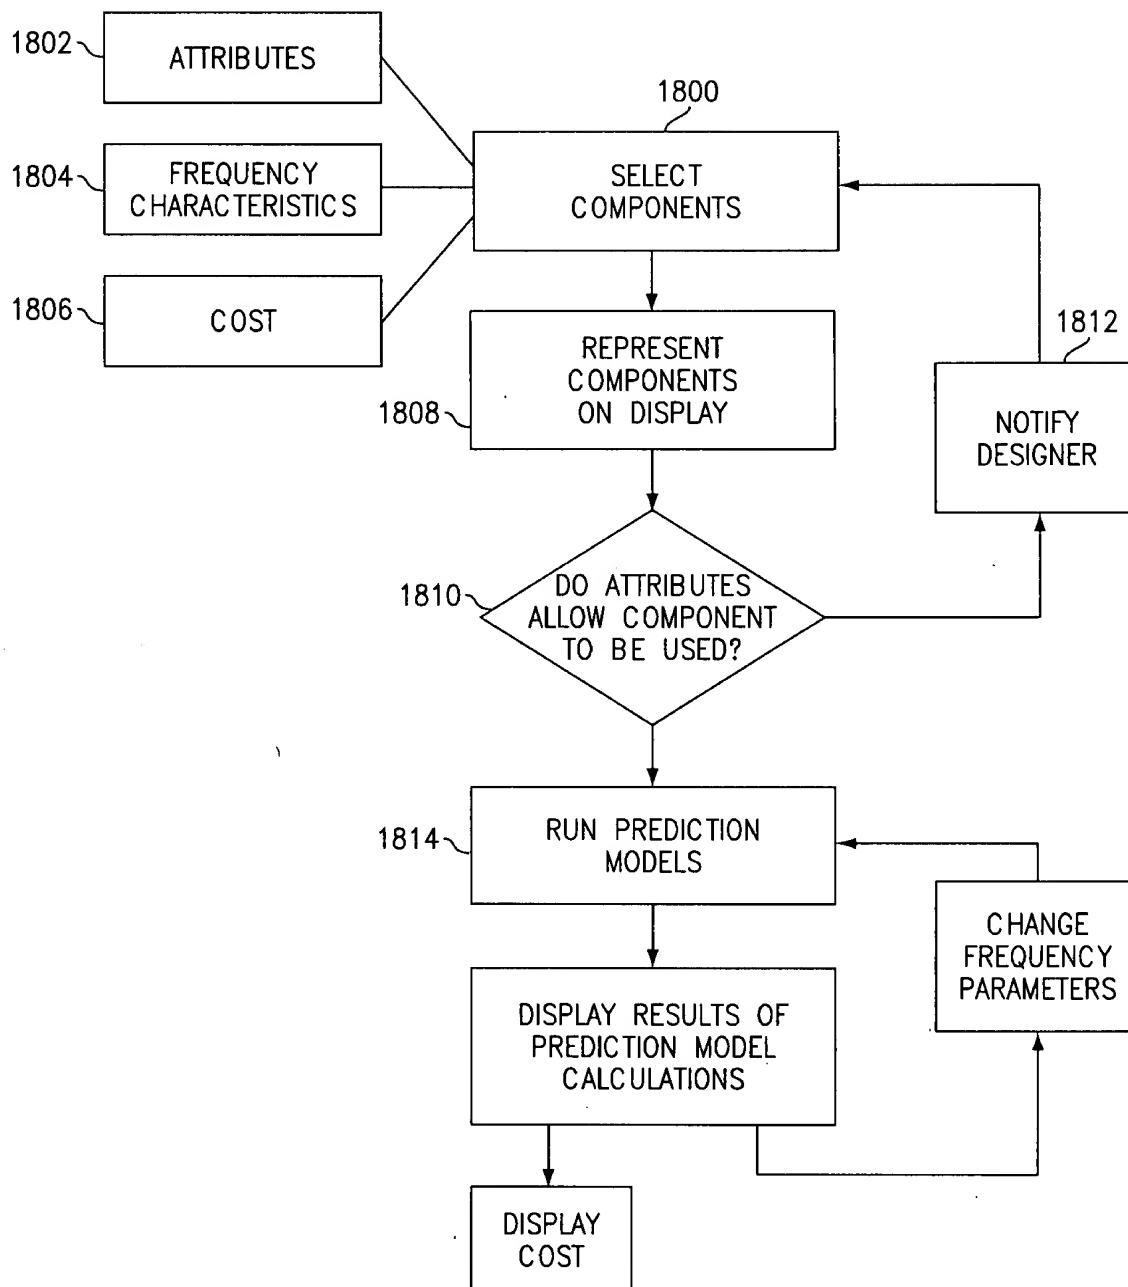 1802
ATTRIBUTES
1804
FREQUENCY
CHARACTERISTICS
1806
COST
1800
SELECT
COMPONENTS
1808
REPRESENT
COMPONENTS
ON DISPLAY
1812
NOTIFY
DESIGNER
1810
DO ATTRIBUTES
ALLOW COMPONENT
TO BE USED?
1814
RUN PREDICTION
MODELS
CHANGE
FREQUENCY
PARAMETERS
DISPLAY RESULTS OF
PREDICTION MODEL
CALCULATIONS
DISPLAY
COST